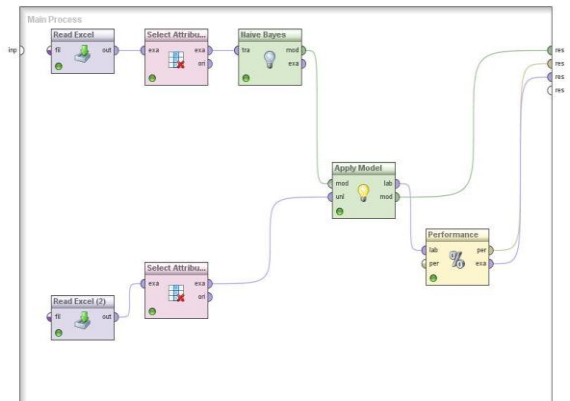 Main Process
Read Excel
Select Attribu...
Naive Bayes
inp
fil
out
exa
exa
ori
tra
mod
exa
res
res
res
res
Apply Model
mod
lab
unl
mod
Performance
lab
per
per
exa
%
Select Attribu...
exa
exa
ori
Read Excel (2)
fil
out